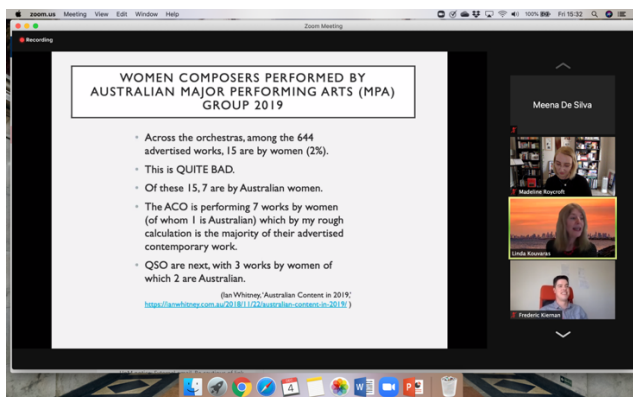 zoom.us Meeting View Edit Window Help
100% Fri 15:32
Zoom Meeting
Recording
WOMEN COMPOSERS PERFORMED BY
AUSTRALIAN MAJOR PERFORMING ARTS (MPA)
GROUP 2019
• Across the orchestras, among the 644
advertised works, 15 are by women (2%).
• This is QUITE BAD.
• Of these 15, 7 are by Australian women.
• The ACO is performing 7 works by women
(of whom 1 is Australian) which by my rough
calculation is the majority of their advertised
contemporary work.
• QSO are next, with 3 works by women of
which 2 are Australian.
(Ian Whitney, 'Australian Content in 2019,'
https://ianwhitney.com.au/2018/11/22/australian-content-in-2019/ )
Meena De Silva
Madeline Roycroft
Linda Kouvaras
Frederic Kiernan
4